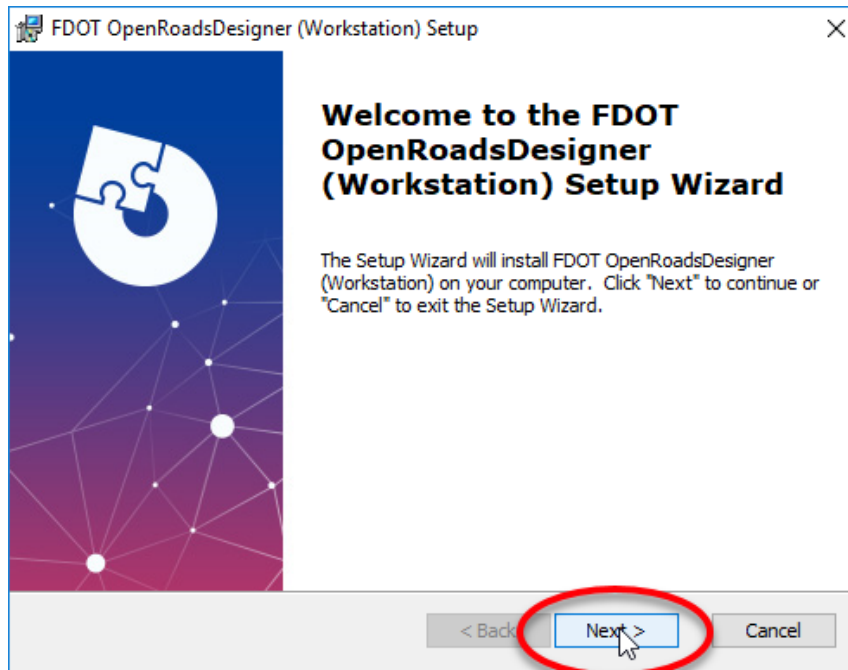 FDOT OpenRoadsDesigner (Workstation) Setup
Welcome to the FDOT
OpenRoadsDesigner
(Workstation) Setup Wizard
The Setup Wizard will install FDOT OpenRoadsDesigner
(Workstation) on your computer. Click "Next" to continue or
"Cancel" to exit the Setup Wizard.
< Back Next > Cancel